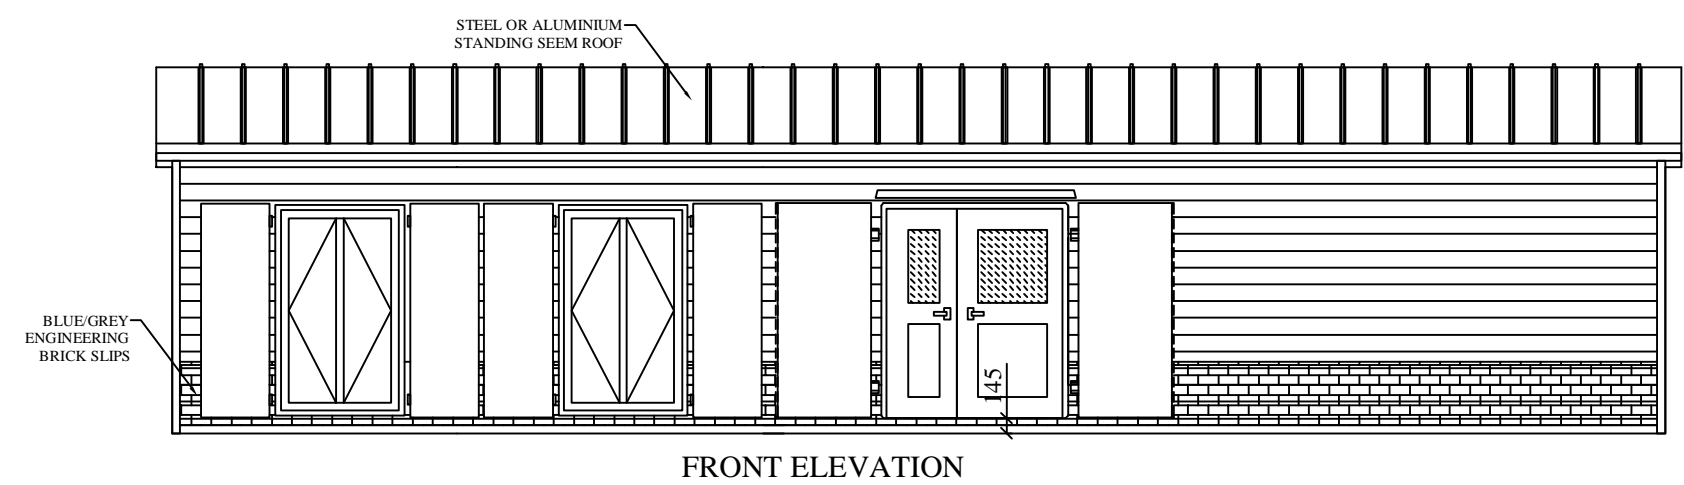 STEEL OR ALUMINIUM
STANDING SEEM ROOF
BLUE/GREY
ENGINEERING
BRICK SLIPS
145
FRONT ELEVATION